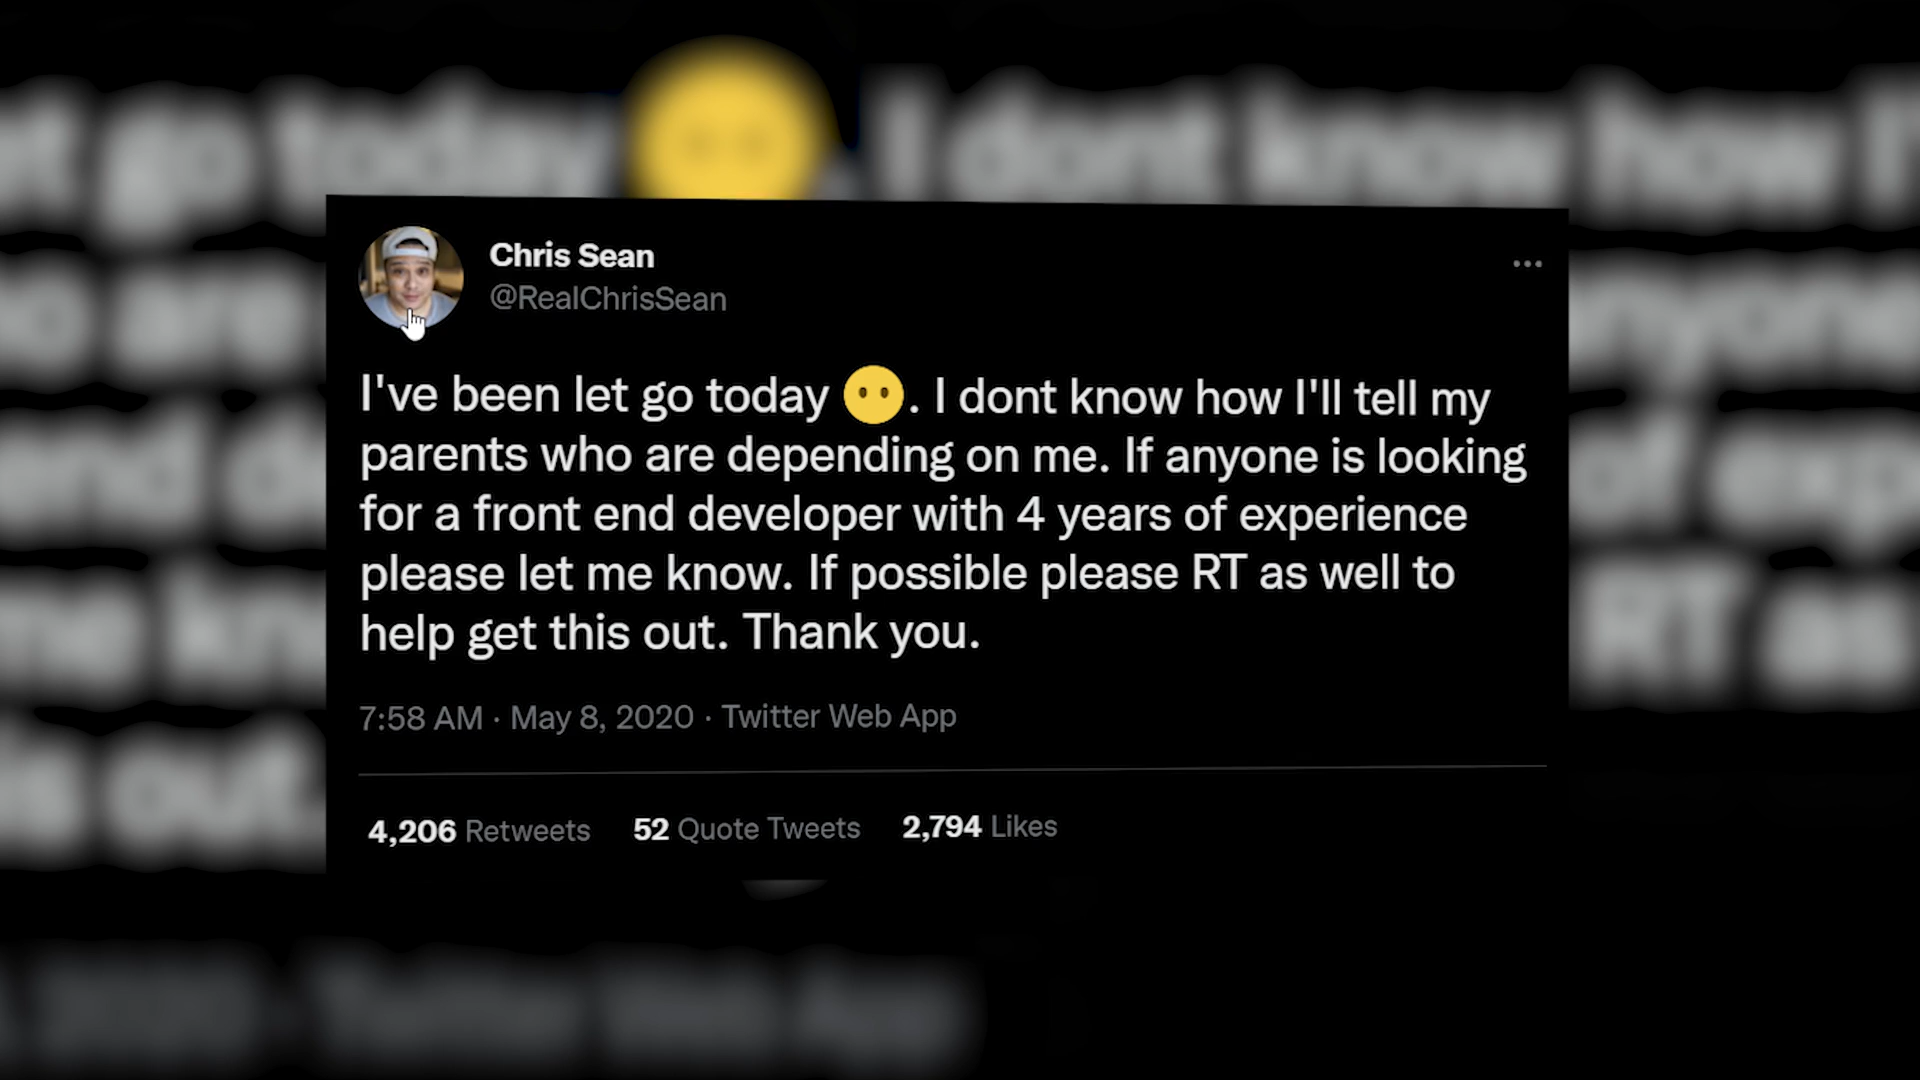 Chris Sean
@RealChrisSean
I've been let go today 😶. I dont know how I'll tell my
parents who are depending on me. If anyone is looking
for a front end developer with 4 years of experience
please let me know. If possible please RT as well to
help get this out. Thank you.
7:58 AM · May 8, 2020 · Twitter Web App
4,206 Retweets 52 Quote Tweets 2,794 Likes